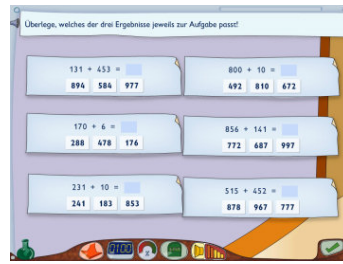 Überlege, welches der drei Ergebnisse jeweils zur Aufgabe passt!
131 + 453 =
894 584 977
800 + 10 =
492 810 672
170 + 6 =
288 478 176
856 + 141 =
772 687 997
231 + 10 =
241 183 853
515 + 452 =
878 967 777
0100